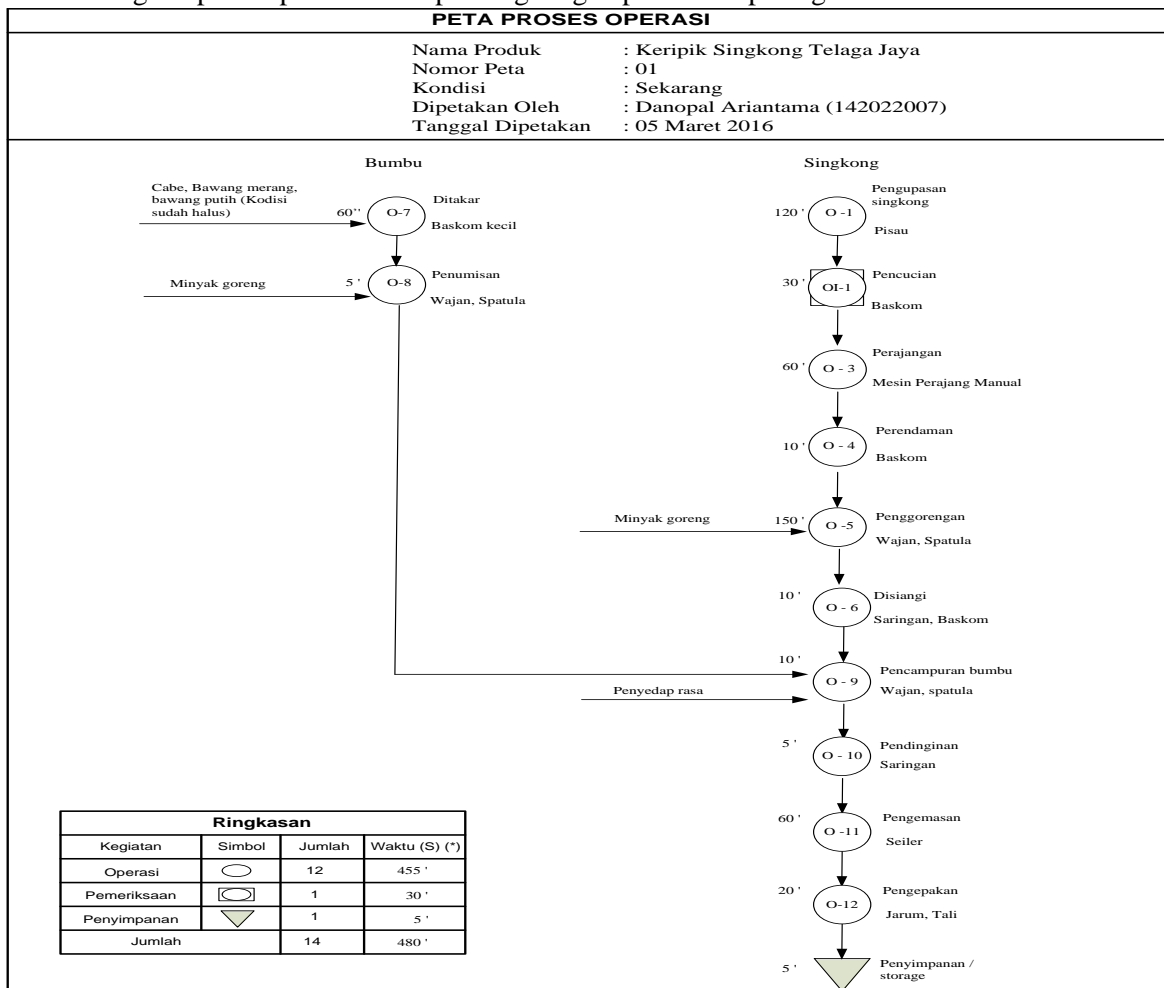 PETA PROSES OPERASI
Nama Produk : Keripik Singkong Telaga Jaya
Nomor Peta : 01
Kondisi : Sekarang
Dipetakan Oleh : Danopal Ariantama (142022007)
Tanggal Dipetakan : 05 Maret 2016
Bumbu
Cabe, Bawang merang,
bawang putih (Kodisi
sudah halus)
60''
O-7
Ditakar
Baskom kecil
Minyak goreng
5 '
O-8
Penumisan
Wajan, Spatula
Singkong
120 '
O -1
Pengupasan
singkong
Pisau
30 '
OI-1
Pencucian
Baskom
60 '
O - 3
Perajangan
Mesin Perajang Manual
10 '
O - 4
Perendaman
Baskom
Minyak goreng
150 '
O -5
Penggorengan
Wajan, Spatula
10 '
O - 6
Disiangi
Saringan, Baskom
10 '
Penyedap rasa
O - 9
Pencampuran bumbu
Wajan, spatula
5 '
O - 10
Pendinginan
Saringan
60 '
O -11
Pengemasan
Seiler
20 '
O-12
Pengepakan
Jarum, Tali
5 '
Penyimpanan /
storage
Ringkasan
Kegiatan Simbol Jumlah Waktu (S) (*)
Operasi 12 455 '
Pemeriksaan 1 30 '
Penyimpanan 1 5 '
Jumlah 14 480 '